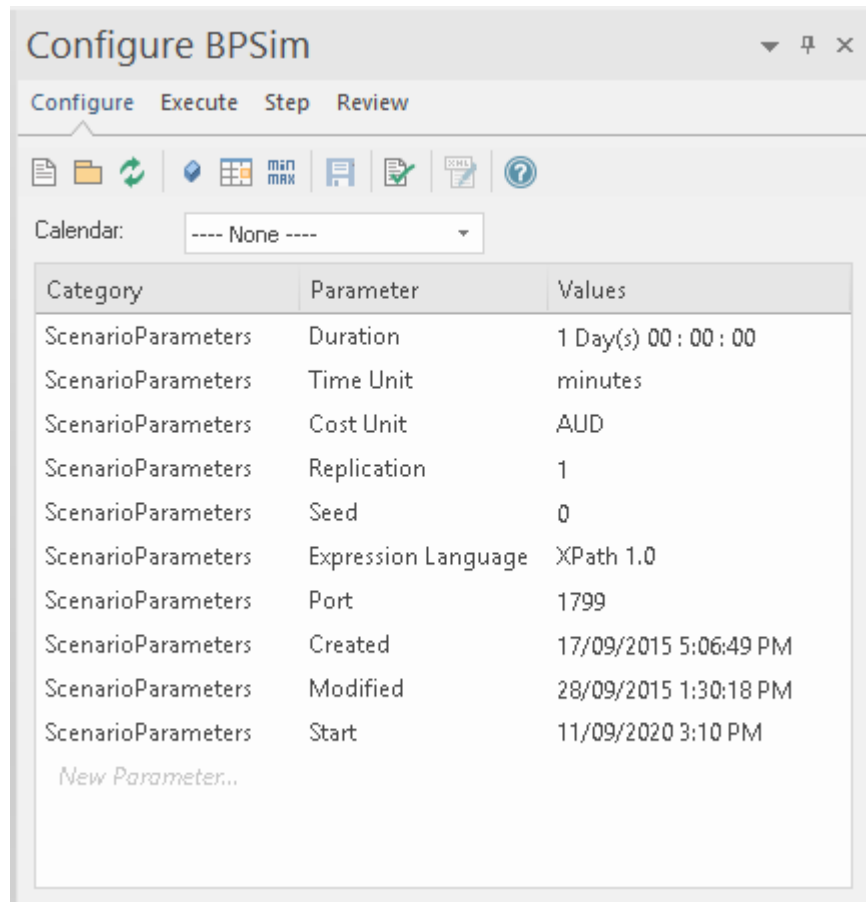 Configure BPSim
Configure Execute Step Review
min
max
XML
?
Calendar: ---- None ----
Category Parameter Values
ScenarioParameters Duration 1 Day(s) 00 : 00 : 00
ScenarioParameters Time Unit minutes
ScenarioParameters Cost Unit AUD
ScenarioParameters Replication 1
ScenarioParameters Seed 0
ScenarioParameters Expression Language XPath 1.0
ScenarioParameters Port 1799
ScenarioParameters Created 17/09/2015 5:06:49 PM
ScenarioParameters Modified 28/09/2015 1:30:18 PM
ScenarioParameters Start 11/09/2020 3:10 PM
New Parameter...